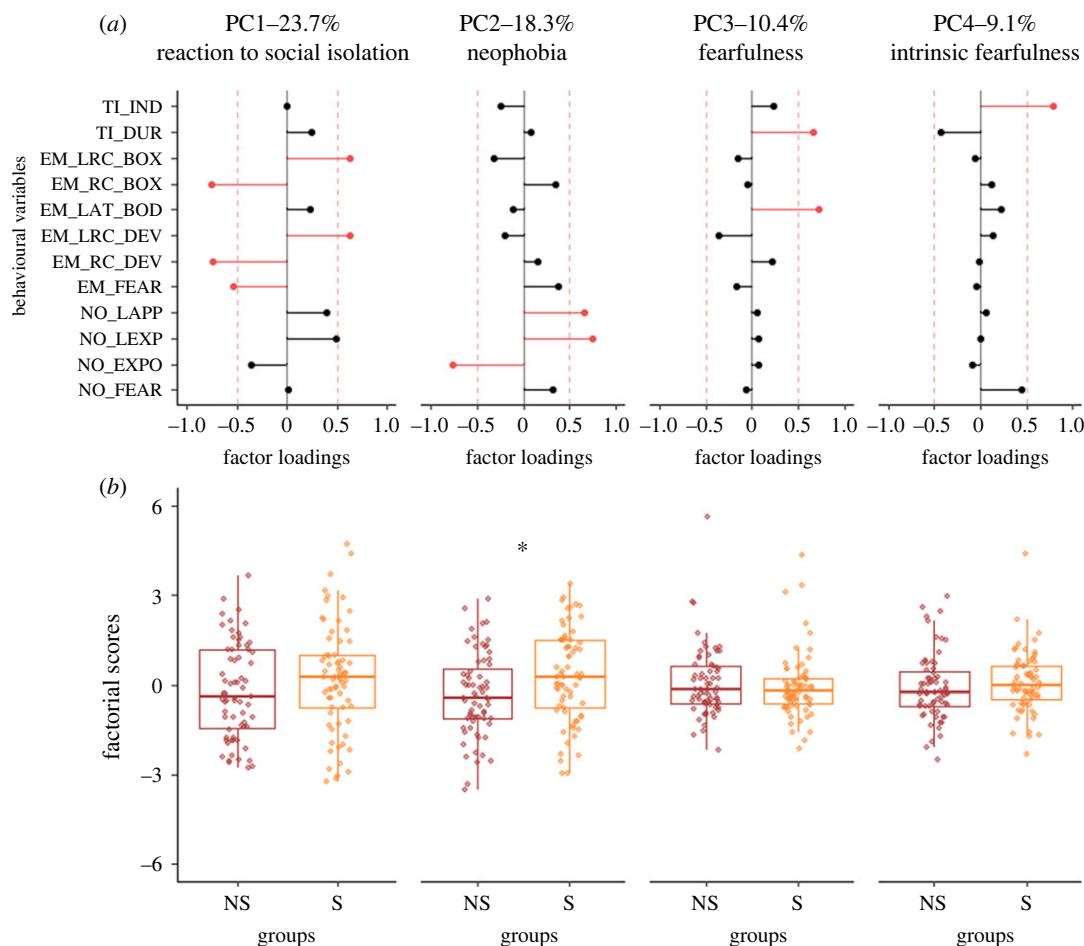 (a)
PC1–23.7% PC2–18.3% PC3–10.4% PC4–9.1%
reaction to social isolation neophobia fearfulness intrinsic fearfulness
behavioural variables
TI_IND
TI_DUR
EM_LRC_BOX
EM_RC_BOX
EM_LAT_BOD
EM_LRC_DEV
EM_RC_DEV
EM_FEAR
NO_LAPP
NO_LEXP
NO_EXPO
NO_FEAR
–1.0 –0.5 0 0.5 1.0 –1.0 –0.5 0 0.5 1.0 –1.0 –0.5 0 0.5 1.0 –1.0 –0.5 0 0.5 1.0
factor loadings factor loadings factor loadings factor loadings
(b)
factorial scores
6
3
0
–3
–6
*
NS S NS S NS S NS S
groups groups groups groups